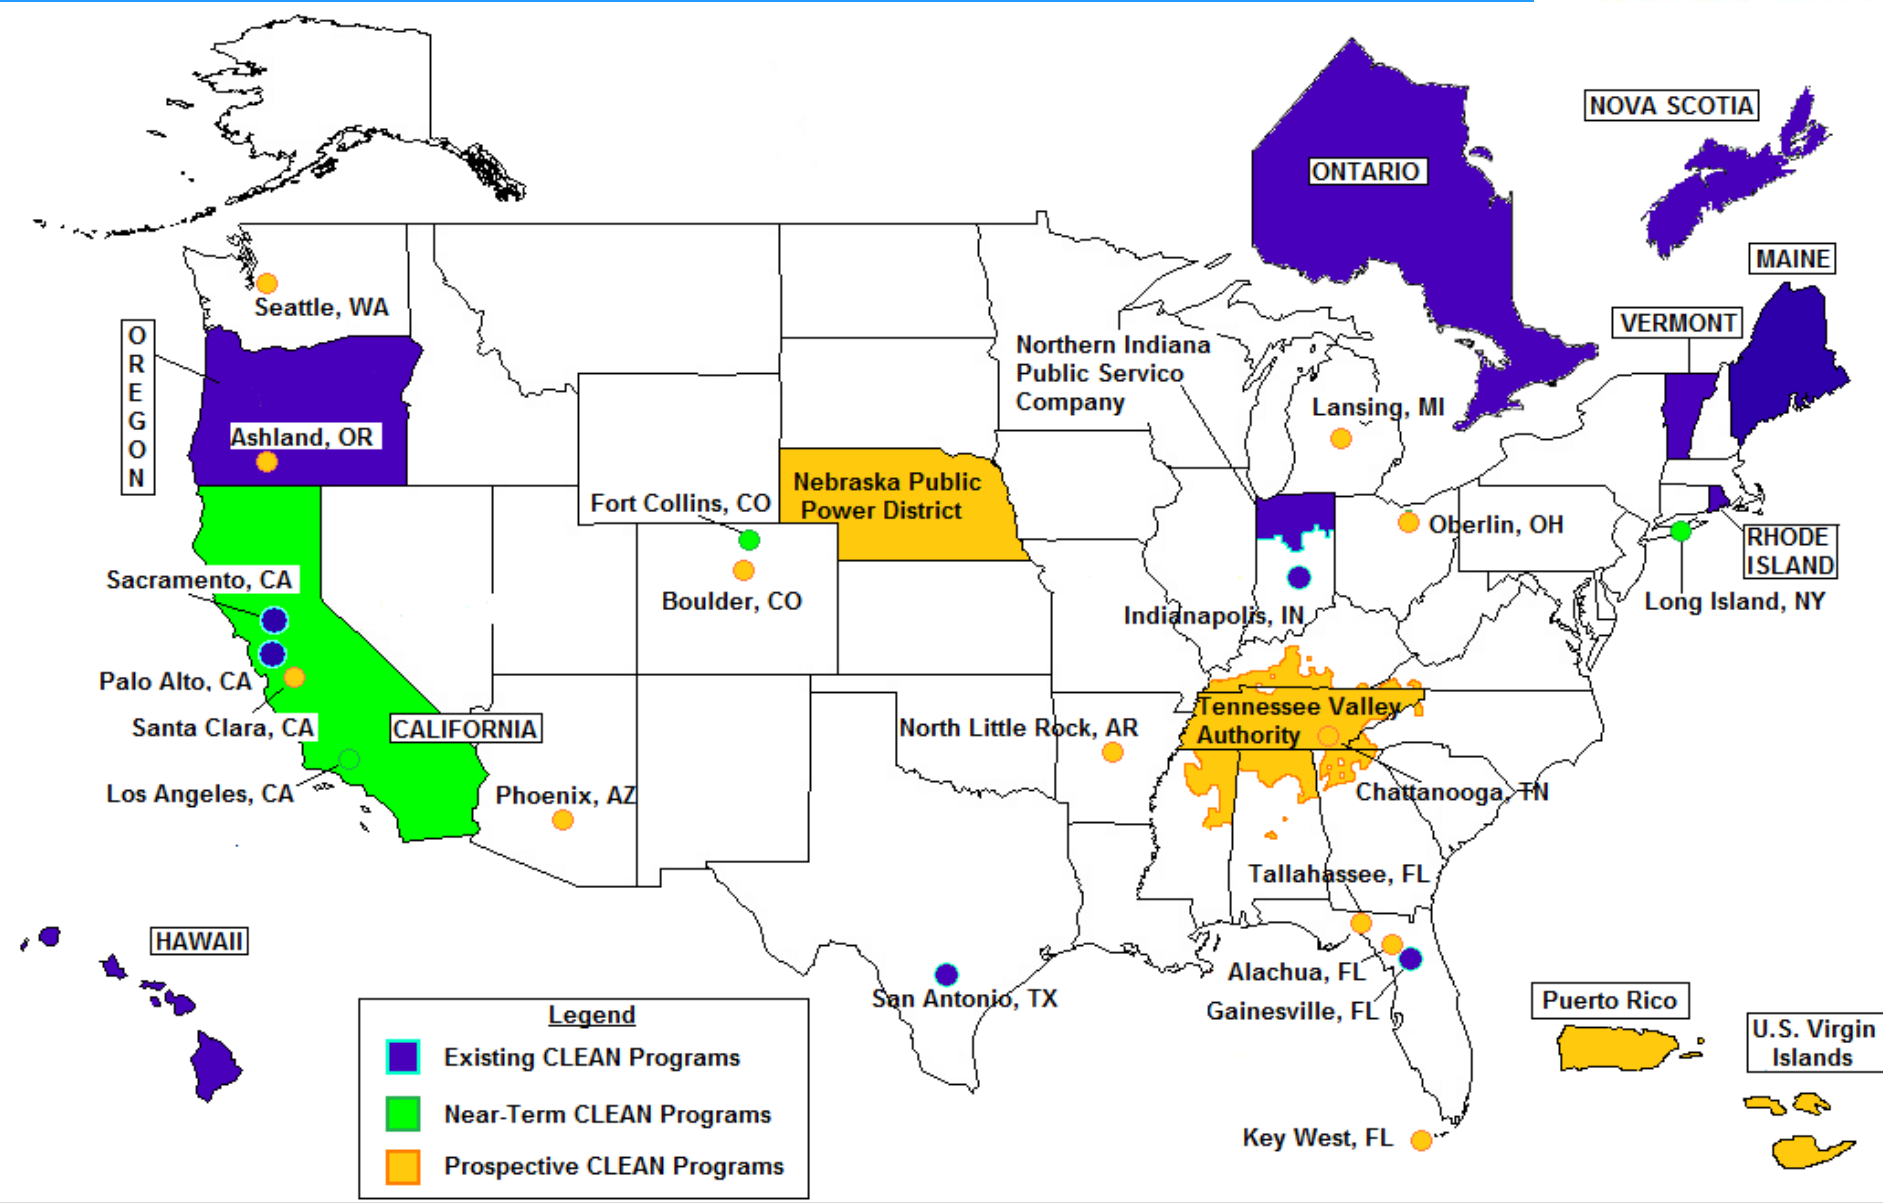 NOVA SCOTIA
ONTARIO
MAINE
VERMONT
Seattle, WA
O
R
E
G
O
N
Northern Indiana
Public Servico
Company
Lansing, MI
Ashland, OR
Nebraska Public
Power District
Fort Collins, CO
Oberlin, OH
RHODE
ISLAND
Sacramento, CA
Boulder, CO
Long Island, NY
Indianapolis, IN
Palo Alto, CA
Santa Clara, CA
CALIFORNIA
North Little Rock, AR
Tennessee Valley
Authority
Los Angeles, CA
Phoenix, AZ
Chattanooga, TN
Tallahassee, FL
HAWAII
Alachua, FL
San Antonio, TX
Gainesville, FL
Puerto Rico
U.S. Virgin
Islands
Legend
Existing CLEAN Programs
Near-Term CLEAN Programs
Prospective CLEAN Programs
Key West, FL